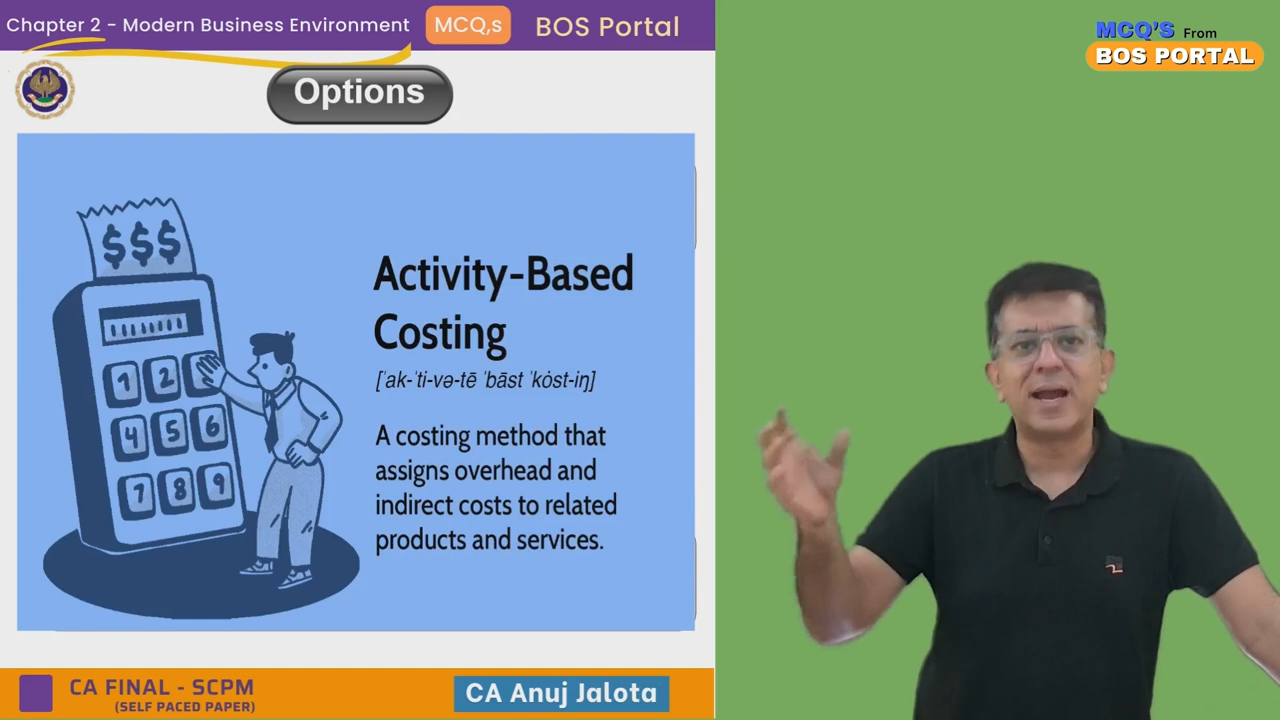 Chapter 2 - Modern Business Environment
MCQ,s
BOS Portal
MCQ'S From
BOS PORTAL
Options
$$$
1 2
4 5 6
7 8 9
Activity-Based
Costing
[ˈak-ˈti-və-tē ˈbāst ˈkȯst-iŋ]
A costing method that
assigns overhead and
indirect costs to related
products and services.
CA FINAL - SCPM
(SELF PACED PAPER)
CA Anuj Jalota